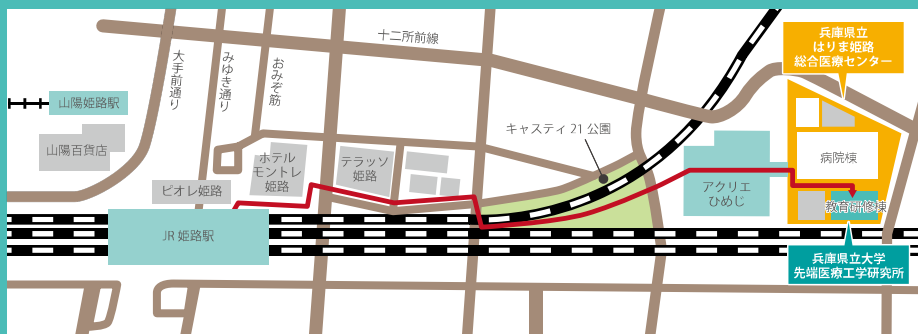 十二所前線
大手前通り
みゆき通り
おみぞ筋
山陽姫路駅
山陽百貨店
ピオレ姫路
JR 姫路駅
ホテル
モントレ
姫路
テラッソ
姫路
キャスティ 21 公園
アクリエ
ひめじ
兵庫県立
はりま姫路
総合医療センター
病院棟
教育研修棟
兵庫県立大学
先端医療工学研究所